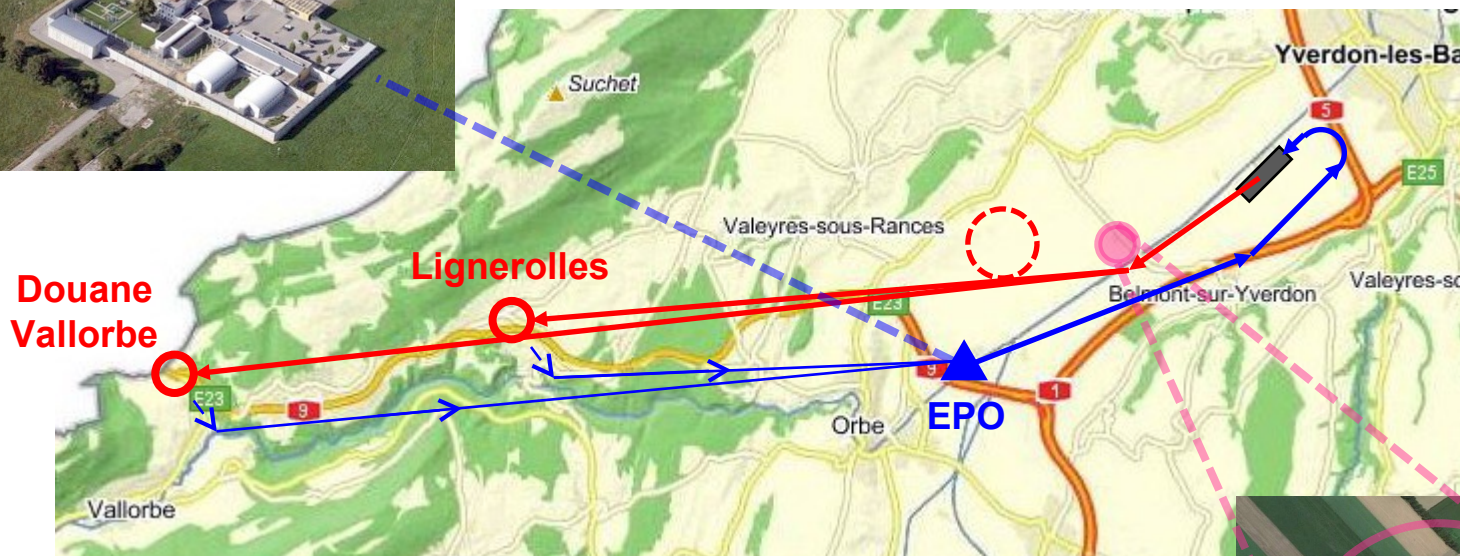 Yverdon-les-Ba
Suchet
5
E25
Valeyres-sous-Rances
Lignerolles
Douane
Vallorbe
Belmont-sur-Yverdon
Valeyres-so
E23
E23
9
9
1
EPO
Orbe
Vallorbe